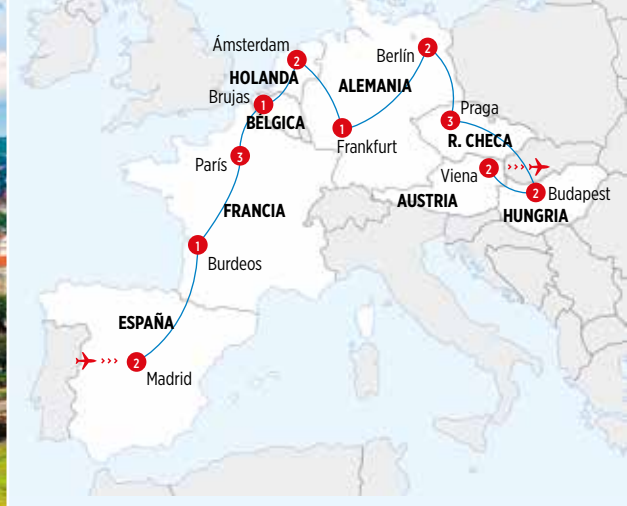 Ámsterdam
2
Berlín
2
HOLANDA
ALEMANIA
Brujas
1
BÉLGICA
1
Frankfurt
Praga
3
R. CHECA
París
3
Viena
2
2
Budapest
AUSTRIA
HUNGRIA
FRANCIA
1
Burdeos
ESPAÑA
2
Madrid